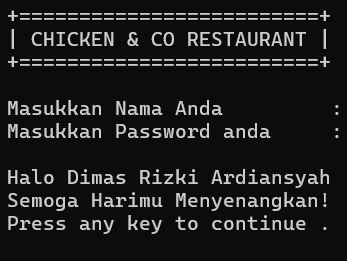 +=========================+
| CHICKEN & CO RESTAURANT |
+=========================+
Masukkan Nama Anda         :
Masukkan Password anda     :
Halo Dimas Rizki Ardiansyah
Semoga Harimu Menyenangkan!
Press any key to continue .